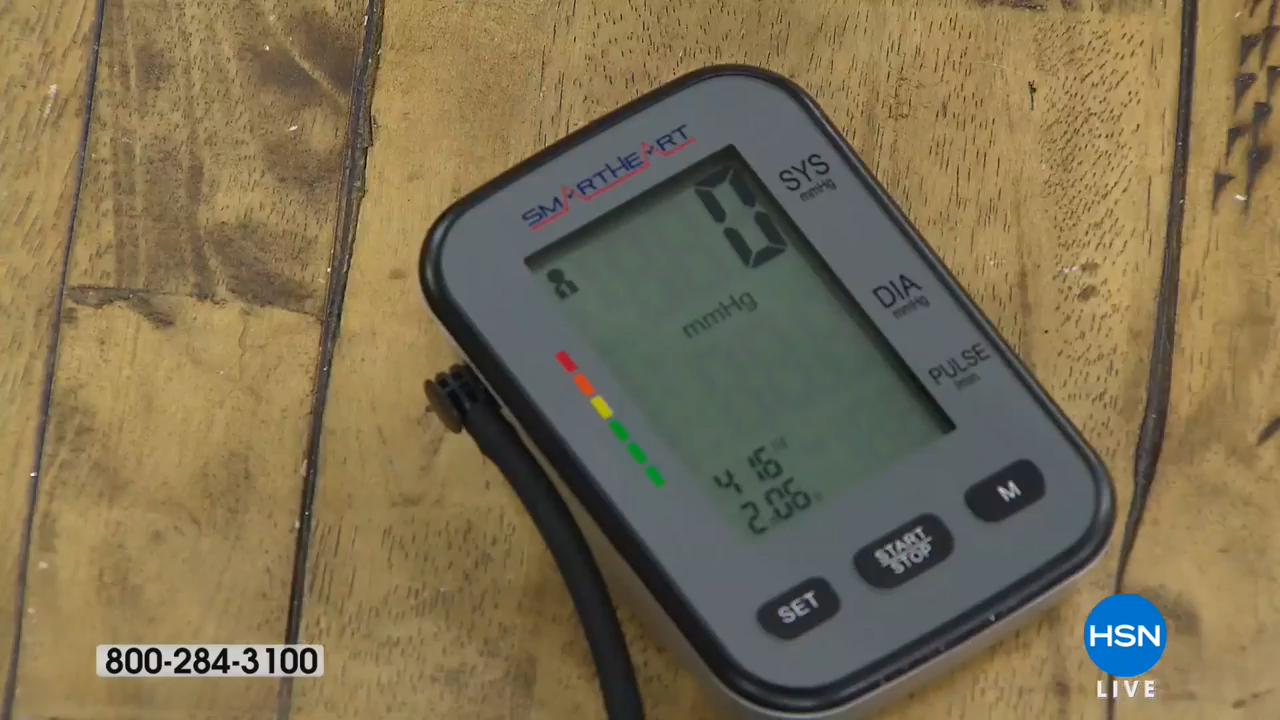 SMARTHEART
SYS
mmHg
0
mmHg
DIA
mmHg
PULSE
/min
4 16
2:06
M
START
STOP
SET
800-284-3100
HSN
LIVE